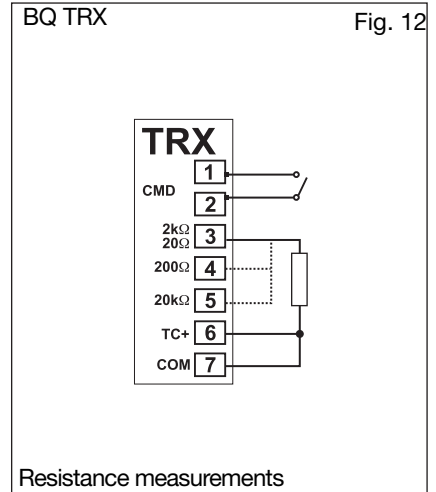 BQ TRX
Fig. 12
TRX
1
CMD
2
2kΩ
20Ω
3
200Ω 4
20kΩ 5
TC+ 6
COM 7
Resistance measurements